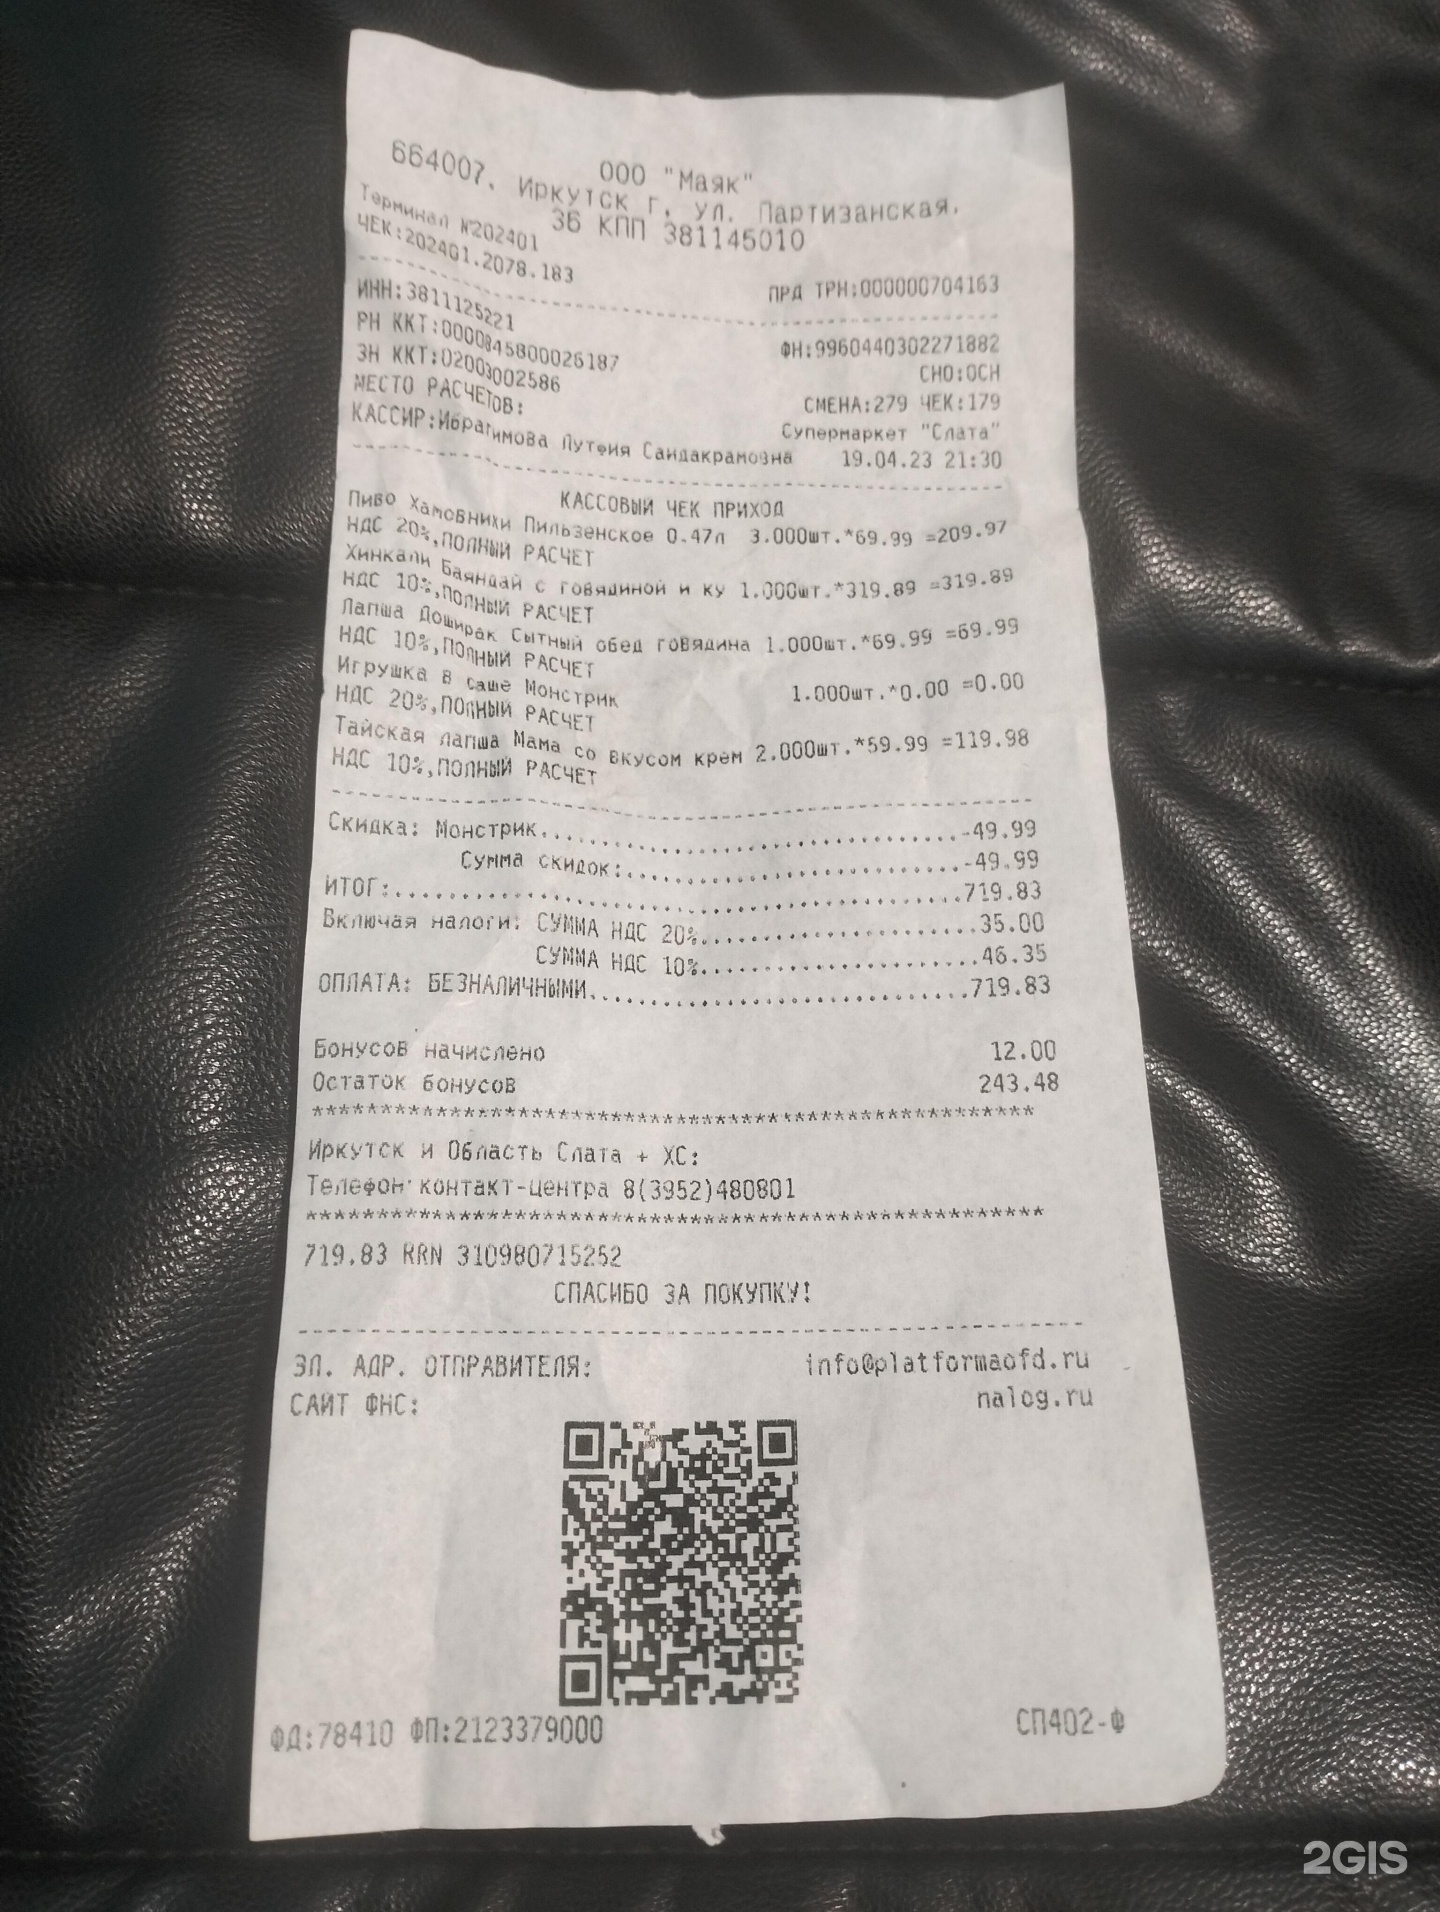 ООО "Маяк"
664007, Иркутск г, ул. Партизанская,
36 КПП 381145010
Терминал №202401
ЧЕК:202401.2078.183
ПРД ТРН:000000704163
ИНН:3811125221
ФН:9960440302271882
РН ККТ:0000845800026187
СНО:ОСН
ЗН ККТ:02003002586
СМЕНА:279 ЧЕК:179
МЕСТО РАСЧЕТОВ:
Супермаркет "Слата"
КАССИР:Ибрагимова Лутфия Саидакрамовна 19.04.23 21:30
КАССОВЫЙ ЧЕК ПРИХОД
Пиво Хамовники Пильзенское 0.47л 3.000шт.*69.99 =209.97
НДС 20%,ПОЛНЫЙ РАСЧЕТ
Хинкали Баяндай с говядиной и ку 1.000шт.*319.89 =319.89
НДС 10%,ПОЛНЫЙ РАСЧЕТ
Лапша Доширак Сытный обед говядина 1.000шт.*69.99 =69.99
НДС 10%,ПОЛНЫЙ РАСЧЕТ
Игрушка в саше Монстрик 1.000шт.*0.00 =0.00
НДС 20%,ПОЛНЫЙ РАСЧЕТ
Тайская лапша Мама со вкусом крем 2.000шт.*59.99 =119.98
НДС 10%,ПОЛНЫЙ РАСЧЕТ
Скидка: Монстрик...-49.99
Сумма скидок:...-49.99
ИТОГ:...719.83
Включая налоги: СУММА НДС 20%...35.00
СУММА НДС 10%...46.35
ОПЛАТА: БЕЗНАЛИЧНЫМИ...719.83
Бонусов начислено 12.00
Остаток бонусов 243.48
*****************************************************
Иркутск и Область Слата + ХС:
Телефон контакт-центра 8(3952)480801
*****************************************************
719.83 RRN 310980715252
СПАСИБО ЗА ПОКУПКУ!
ЭЛ. АДР. ОТПРАВИТЕЛЯ: info@platformaofd.ru
САЙТ ФНС: nalog.ru
ФД:78410 ФП:2123379000 СП402-Ф
2GIS